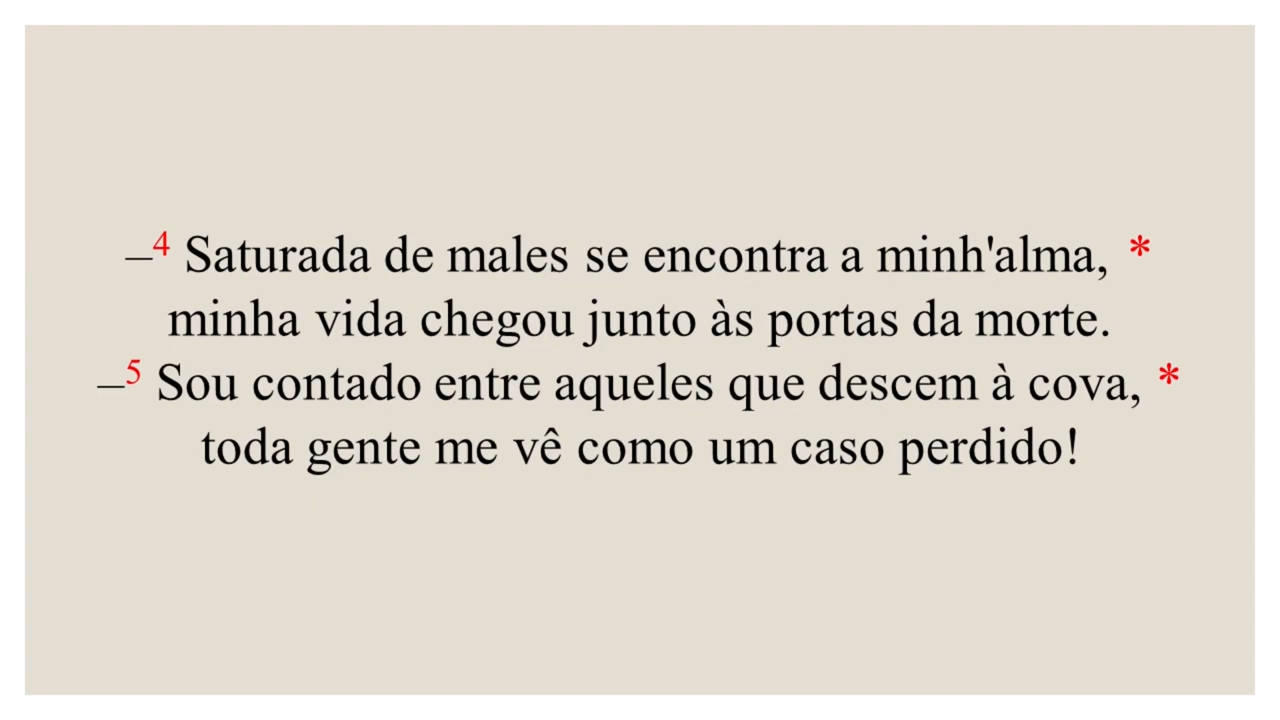 –4 Saturada de males se encontra a minh'alma, *
minha vida chegou junto às portas da morte.
–5 Sou contado entre aqueles que descem à cova, *
toda gente me vê como um caso perdido!